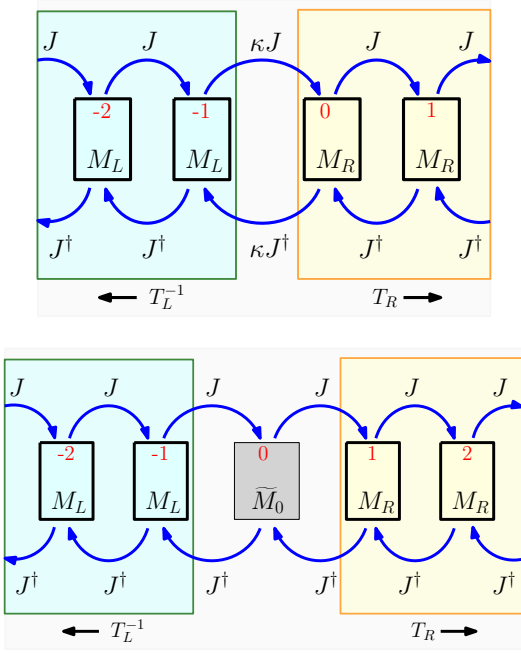 J J κJ J J
-2 -1 0 1
M_L M_L M_R M_R
J† J† κJ† J† J†
T_L^{-1} T_R
J J J J J J
-2 -1 0 1 2
M_L M_L M̃_0 M_R M_R
J† J† J† J† J† J†
T_L^{-1} T_R